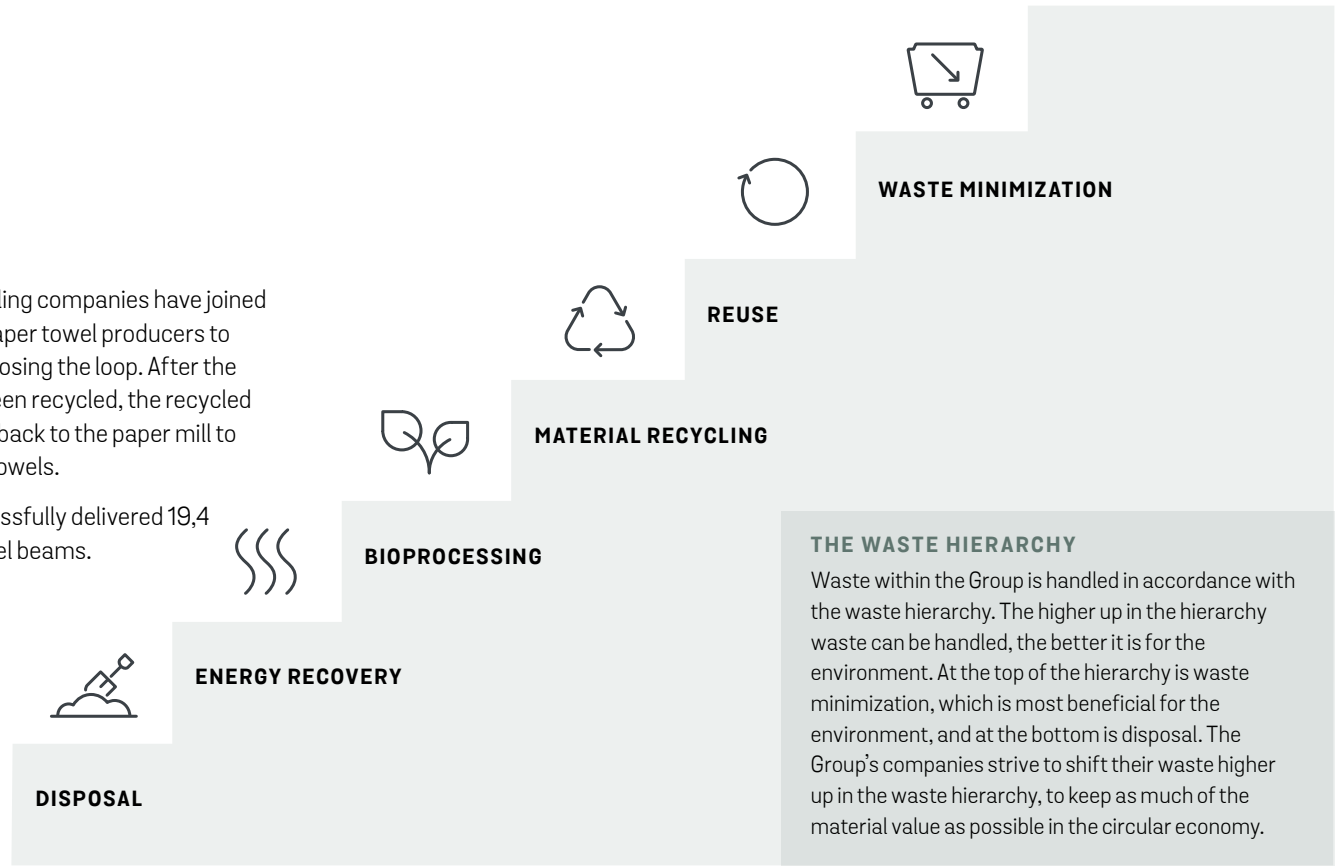 WASTE MINIMIZATION
REUSE
MATERIAL RECYCLING
BIOPROCESSING
ENERGY RECOVERY
DISPOSAL
ling companies have joined
aper towel producers to
osing the loop. After the
een recycled, the recycled
back to the paper mill to
owels.
ssfully delivered 19,4
el beams.
THE WASTE HIERARCHY
Waste within the Group is handled in accordance with
the waste hierarchy. The higher up in the hierarchy
waste can be handled, the better it is for the
environment. At the top of the hierarchy is waste
minimization, which is most beneficial for the
environment, and at the bottom is disposal. The
Group’s companies strive to shift their waste higher
up in the waste hierarchy, to keep as much of the
material value as possible in the circular economy.